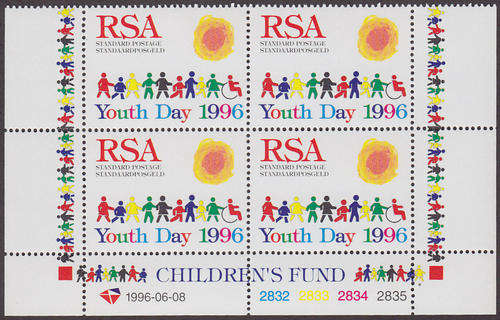 RSA RSA
STANDARD POSTAGE STANDARD POSTAGE
STANDAARDPOSGELD STANDAARDPOSGELD
Youth Day 1996 Youth Day 1996
RSA RSA
STANDARD POSTAGE STANDARD POSTAGE
STANDAARDPOSGELD STANDAARDPOSGELD
Youth Day 1996 Youth Day 1996
CHILDREN'S FUND
1996-06-08 2832 2833 2834 2835